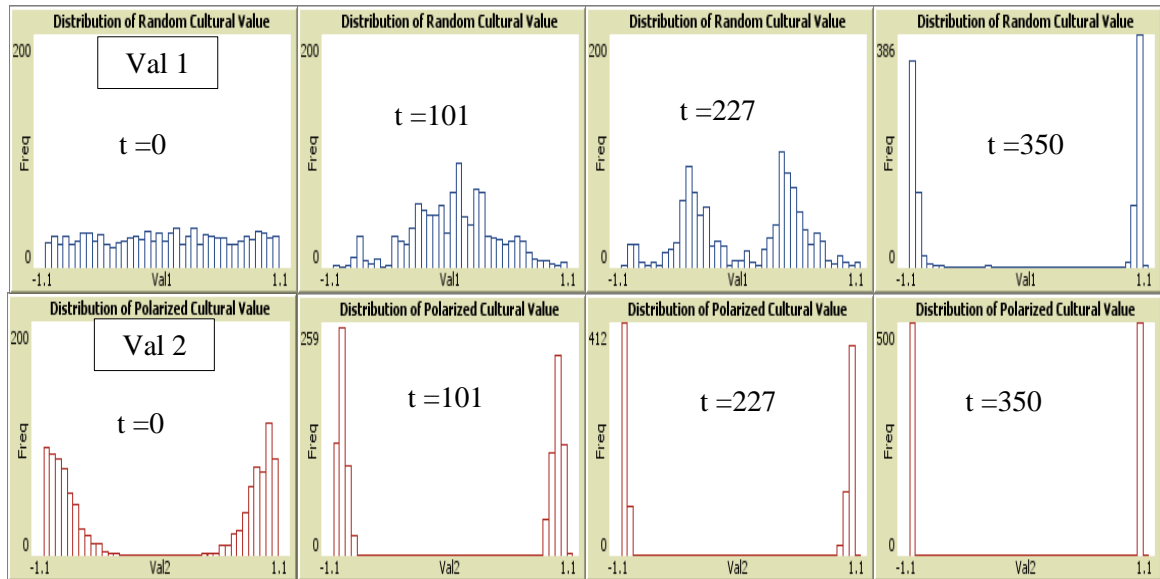 Distribution of Random Cultural Value
200
Val 1
t =0
Freq
0
-1.1
Val1
1.1
Distribution of Random Cultural Value
200
t =101
Freq
0
-1.1
Val1
1.1
Distribution of Random Cultural Value
200
t =227
Freq
0
-1.1
Val1
1.1
Distribution of Random Cultural Value
386
t =350
Freq
0
-1.1
Val1
1.1
Distribution of Polarized Cultural Value
200
Val 2
t =0
Freq
0
-1.1
Val2
1.1
Distribution of Polarized Cultural Value
259
t =101
Freq
0
-1.1
Val2
1.1
Distribution of Polarized Cultural Value
412
t =227
Freq
0
-1.1
Val2
1.1
Distribution of Polarized Cultural Value
500
t =350
Freq
0
-1.1
Val2
1.1